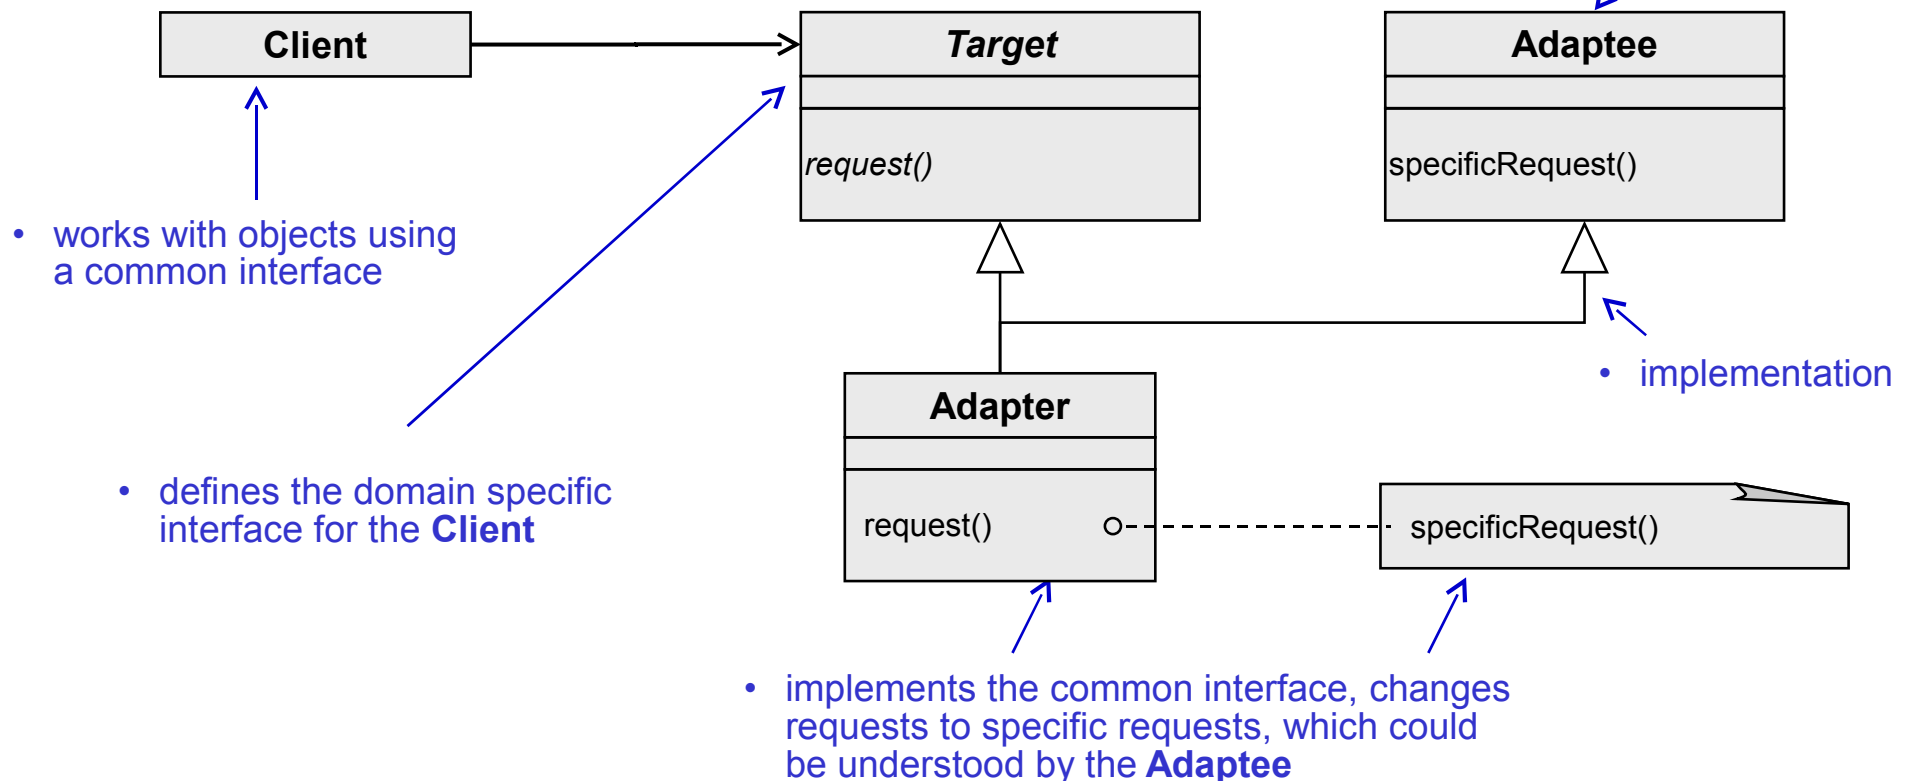 Client
Target
Adaptee
request()
specificRequest()
• works with objects using
a common interface
• implementation
Adapter
• defines the domain specific
interface for the Client
request()
specificRequest()
• implements the common interface, changes
requests to specific requests, which could
be understood by the Adaptee